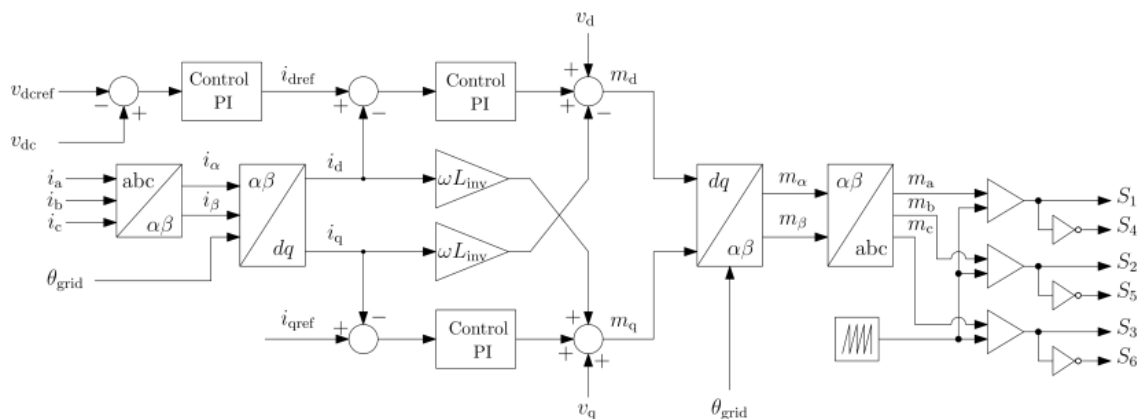 v_d
Control PI
i_dref
Control PI
m_d
v_dcref
− +
+ −
+ + −
v_dc
i_a
i_b
i_c
abc
αβ
i_α
i_β
αβ
dq
i_d
ωL_inv
i_q
ωL_inv
θ_grid
dq
αβ
m_α
m_β
αβ
abc
m_a
m_b
m_c
S_1
S_4
S_2
S_5
S_3
S_6
i_qref
+ −
Control PI
+ + +
m_q
v_q
θ_grid